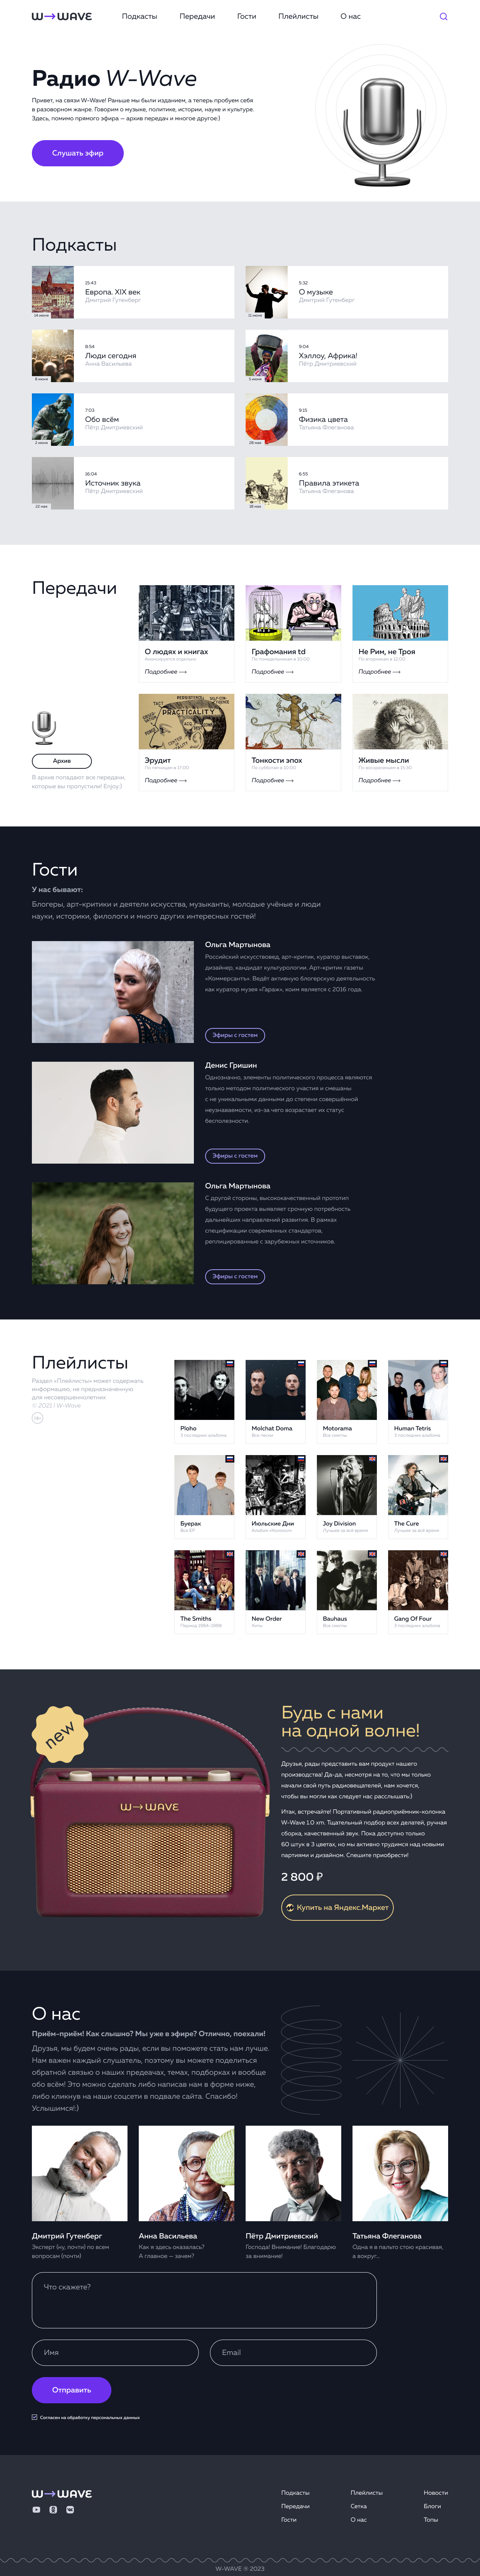 W→WAVE
Подкасты Передачи Гости Плейлисты О нас
Радио W-Wave
Привет, на связи W-Wave! Раньше мы были изданием, а теперь пробуем себя
в разговорном жанре. Говорим о музыке, политике, истории, науке и культуре.
Здесь, помимо прямого эфира — архив передач и многое другое:)
Слушать эфир
Подкасты
15:43
Европа. XIX век
Дмитрий Гутенберг
14 июня
5:32
О музыке
Дмитрий Гутенберг
11 июня
8:54
Люди сегодня
Анна Васильева
8 июня
9:04
Хэллоу, Африка!
Пётр Дмитриевский
5 июня
7:03
Обо всём
Пётр Дмитриевский
2 июня
9:15
Физика цвета
Татьяна Флеганова
28 мая
16:04
Источник звука
Пётр Дмитриевский
22 мая
6:55
Правила этикета
Татьяна Флеганова
18 мая
Передачи
О людях и книгах
Анонсируется отдельно
Подробнее →
Графомания td
По понедельникам в 10:00
Подробнее →
Не Рим, не Троя
По вторникам в 12:00
Подробнее →
PRACTICALITY
Эрудит
По пятницам в 17:00
Подробнее →
Тонкости эпох
По субботам в 10:00
Подробнее →
Живые мысли
По воскресеньям в 15:30
Подробнее →
Архив
В архив попадают все передачи,
которые вы пропустили! Enjoy:)
Гости
У нас бывают:
Блогеры, арт-критики и деятели искусства, музыканты, молодые учёные и люди
науки, историки, филологи и много других интересных гостей!
Ольга Мартынова
Российский искусствовед, арт-критик, куратор выставок,
дизайнер, кандидат культурологии. Арт-критик газеты
«Коммерсантъ». Ведёт активную блогерскую деятельность
как куратор музея «Гараж», коим является с 2016 года.
Эфиры с гостем
Денис Гришин
Однозначно, элементы политического процесса являются
только методом политического участия и смешаны
с не уникальными данными до степени совершённой
неузнаваемости, из-за чего возрастает их статус
бесполезности.
Эфиры с гостем
Ольга Мартынова
С другой стороны, высококачественный прототип
будущего проекта выявляет срочную потребность
дальнейших направлений развития. В рамках
спецификации современных стандартов,
реплицированные с зарубежных источников.
Эфиры с гостем
Плейлисты
Раздел «Плейлисты» может содержать
информацию, не предназначенную
для несовершеннолетних
© 2021 | W-Wave
18+
Ploho
3 последних альбома
Molchat Doma
Все песни
Motorama
Все синглы
Human Tetris
3 последних альбома
Буерак
Все EP
Июльские Дни
Альбом «Колокол»
Joy Division
Лучшее за всё время
The Cure
Лучшее за всё время
The Smiths
Период 1984-1988
New Order
Хиты
Bauhaus
Все синглы
Gang Of Four
3 последних альбома
new
W→WAVE
Будь с нами
на одной волне!
Друзья, рады представить вам продукт нашего
производства! Да-да, несмотря на то, что мы только
начали свой путь радиовещателей, нам хочется,
чтобы вы могли как следует нас расслышать:)
Итак, встречайте! Портативный радиоприёмник-колонка
W-Wave 1.0 xm. Тщательный подбор всех деталей, ручная
сборка, качественный звук. Пока доступно только
60 штук в 3 цветах, но мы активно трудимся над новыми
партиями и дизайном. Спешите приобрести!
2 800 ₽
Купить на Яндекс.Маркет
О нас
Приём-приём! Как слышно? Мы уже в эфире? Отлично, поехали!
Друзья, мы будем очень рады, если вы поможете стать нам лучше.
Нам важен каждый слушатель, поэтому вы можете поделиться
обратной связью о наших предачах, темах, подборках и вообще
обо всём! Это можно сделать либо написав нам в форме ниже,
либо кликнув на наши соцсети в подвале сайта. Спасибо!
Услышимся!:)
Дмитрий Гутенберг
Эксперт (ну, почти) по всем
вопросам (почти)
Анна Васильева
Как я здесь оказалась?
А главное — зачем?
Пётр Дмитриевский
Господа! Внимание! Благодарю
за внимание!
Татьяна Флеганова
Одна я в пальто стою красивая,
а вокруг...
Что скажете?
Имя
Email
Отправить
Согласен на обработку персональных данных
W→WAVE
Подкасты Плейлисты Новости
Передачи Сетка Блоги
Гости О нас Топы
W-WAVE © 2023